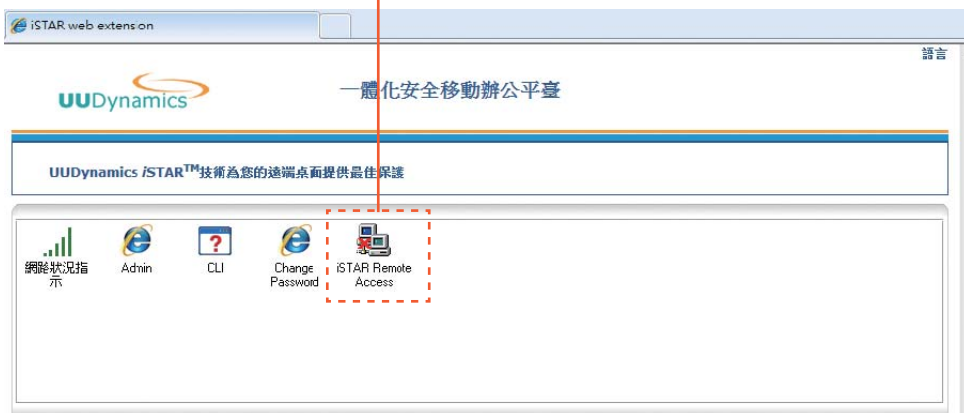 iSTAR web extension
語言
UUDynamics
一體化安全移動辦公平臺
UUDynamics iSTAR™技術為您的遠端桌面提供最佳保護
網路狀況指
示
Admin
CLI
Change
Password
iSTAR Remote
Access